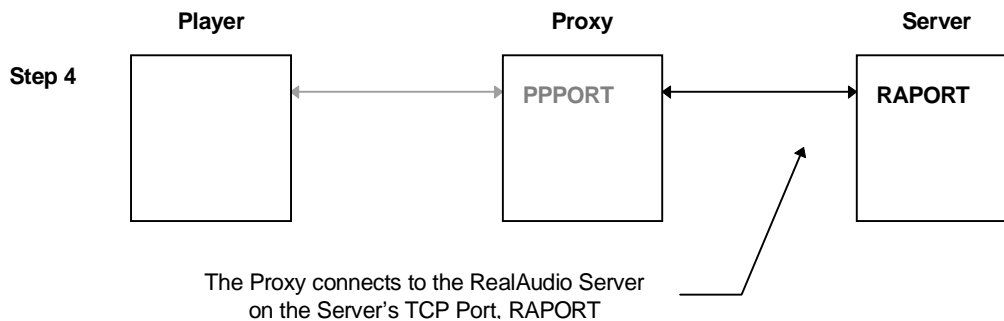 Player Proxy Server
Step 4
PPPORT RAPORT
The Proxy connects to the RealAudio Server
on the Server's TCP Port, RAPORT